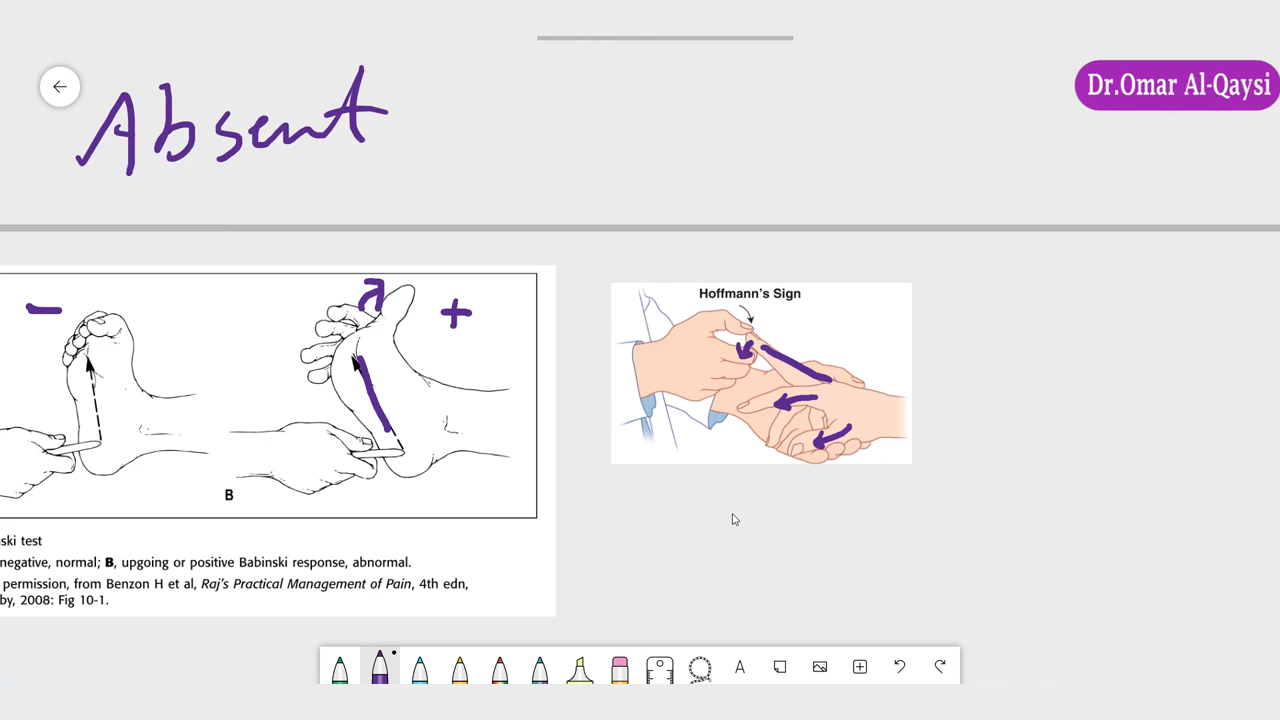 Dr.Omar Al-Qaysi
Absent
Hoffmann's Sign
− +
B
ski test
negative, normal; B, upgoing or positive Babinski response, abnormal.
permission, from Benzon H et al, Raj's Practical Management of Pain, 4th edn,
by, 2008: Fig 10-1.
A